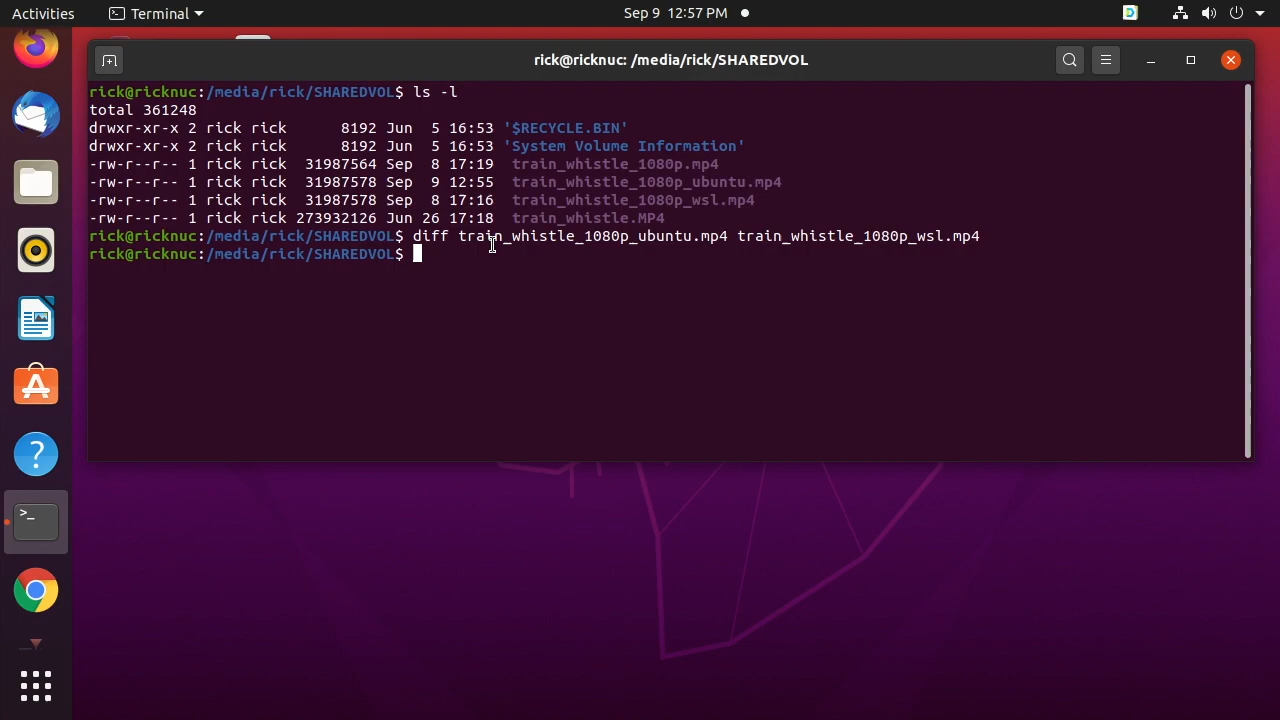 Activities Terminal Sep 9 12:57 PM
rick@ricknuc: /media/rick/SHAREDVOL
rick@ricknuc:/media/rick/SHAREDVOL$ ls -l
total 361248
drwxr-xr-x 2 rick rick      8192 Jun  5 16:53 '$RECYCLE.BIN'
drwxr-xr-x 2 rick rick      8192 Jun  5 16:53 'System Volume Information'
-rw-r--r-- 1 rick rick  31987564 Sep  8 17:19  train_whistle_1080p.mp4
-rw-r--r-- 1 rick rick  31987578 Sep  9 12:55  train_whistle_1080p_ubuntu.mp4
-rw-r--r-- 1 rick rick  31987578 Sep  8 17:16  train_whistle_1080p_wsl.mp4
-rw-r--r-- 1 rick rick 273932126 Jun 26 17:18  train_whistle.MP4
rick@ricknuc:/media/rick/SHAREDVOL$ diff train_whistle_1080p_ubuntu.mp4 train_whistle_1080p_wsl.mp4
rick@ricknuc:/media/rick/SHAREDVOL$